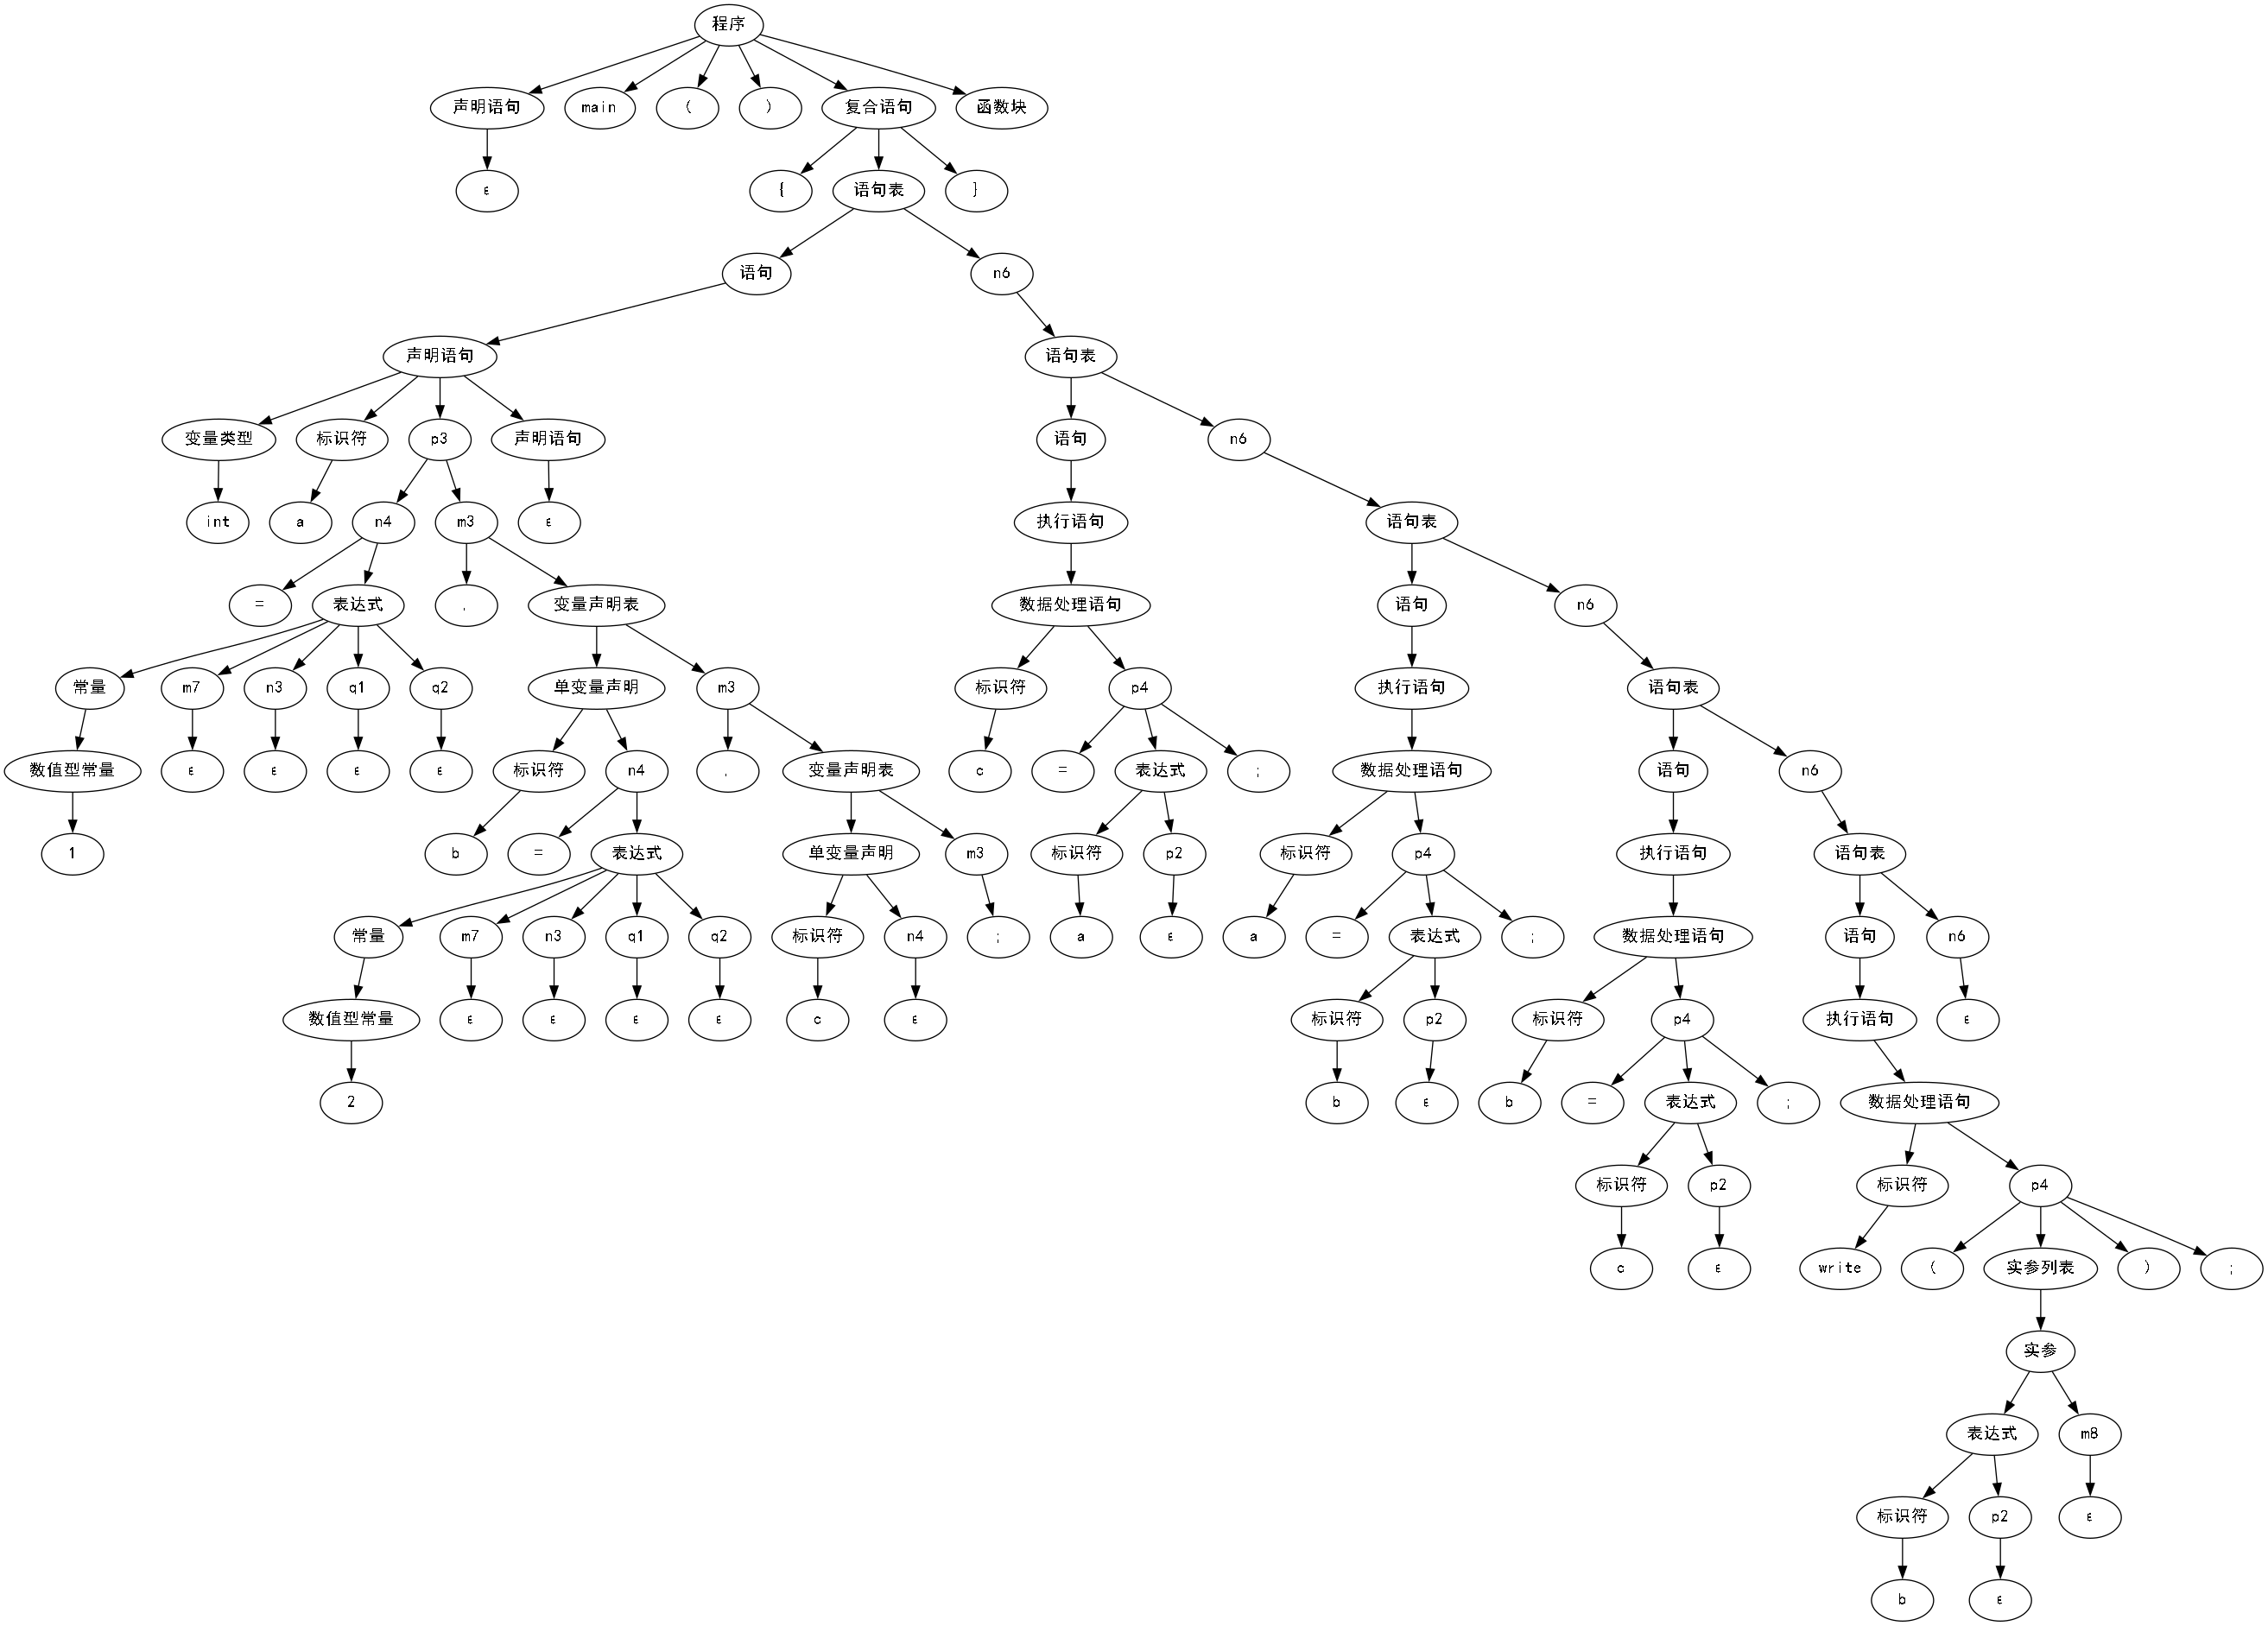 程序
声明语句 main ( ) 复合语句 函数块
ε { 语句表 }
语句 n6
声明语句 语句表
变量类型 标识符 p3 声明语句 语句 n6
int a n4 m3 ε 执行语句 语句表
= 表达式 , 变量声明表 数据处理语句 语句 n6
常量 m7 n3 q1 q2 单变量声明 m3 标识符 p4 执行语句 语句表
数值型常量 ε ε ε ε 标识符 n4 , 变量声明表 c = 表达式 ; 数据处理语句 语句 n6
1 b = 表达式 单变量声明 m3 标识符 p2 标识符 p4 执行语句 语句表
常量 m7 n3 q1 q2 标识符 n4 ; a ε a = 表达式 ; 数据处理语句 语句 n6
数值型常量 ε ε ε ε c ε 标识符 p2 标识符 p4 执行语句 ε
2 b ε b = 表达式 ; 数据处理语句
标识符 p2 标识符 p4
c ε write ( 实参列表 ) ;
实参
表达式 m8
标识符 p2 ε
b ε